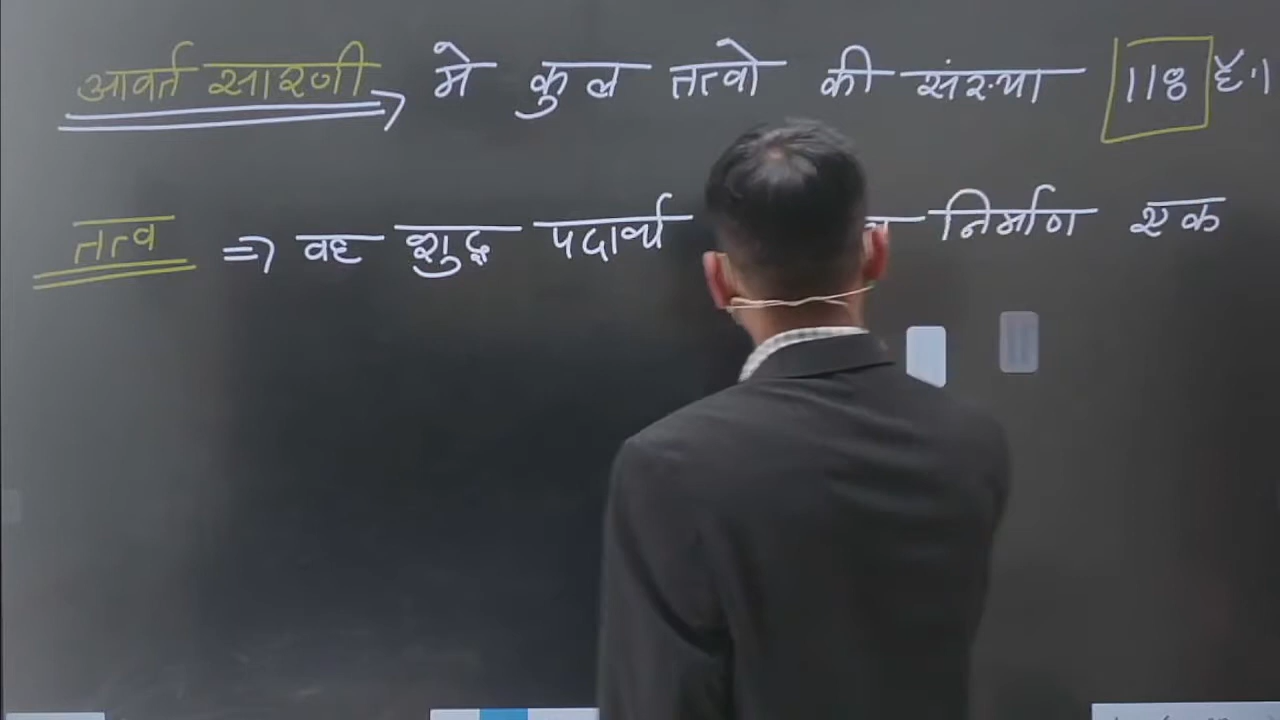 आवर्त सारणी → मे कुल तत्वो की संख्या 118 है।
तत्व ⇒ वह शुद्ध पदार्थ निर्माण एक